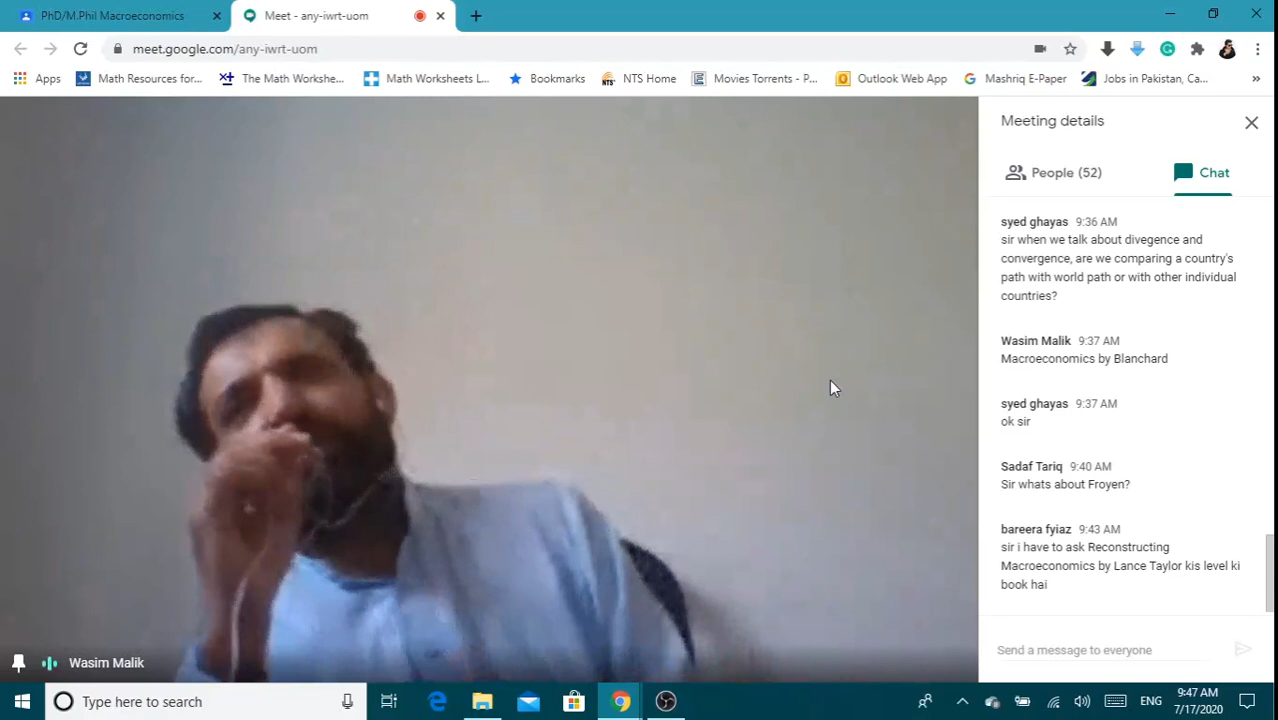 PhD/M.Phil Macroeconomics
Meet - any-iwrt-uom
meet.google.com/any-iwrt-uom
Apps
Math Resources for...
The Math Workshe...
Math Worksheets L...
Bookmarks
NTS Home
Movies Torrents - P...
Outlook Web App
Mashriq E-Paper
Jobs in Pakistan, Ca...
Meeting details
People (52)
Chat
syed ghayas 9:36 AM
sir when we talk about divegence and
convergence, are we comparing a country's
path with world path or with other individual
countries?
Wasim Malik 9:37 AM
Macroeconomics by Blanchard
syed ghayas 9:37 AM
ok sir
Sadaf Tariq 9:40 AM
Sir whats about Froyen?
bareera fyiaz 9:43 AM
sir i have to ask Reconstructing
Macroeconomics by Lance Taylor kis level ki
book hai
Send a message to everyone
Wasim Malik
Type here to search
ENG
9:47 AM
7/17/2020